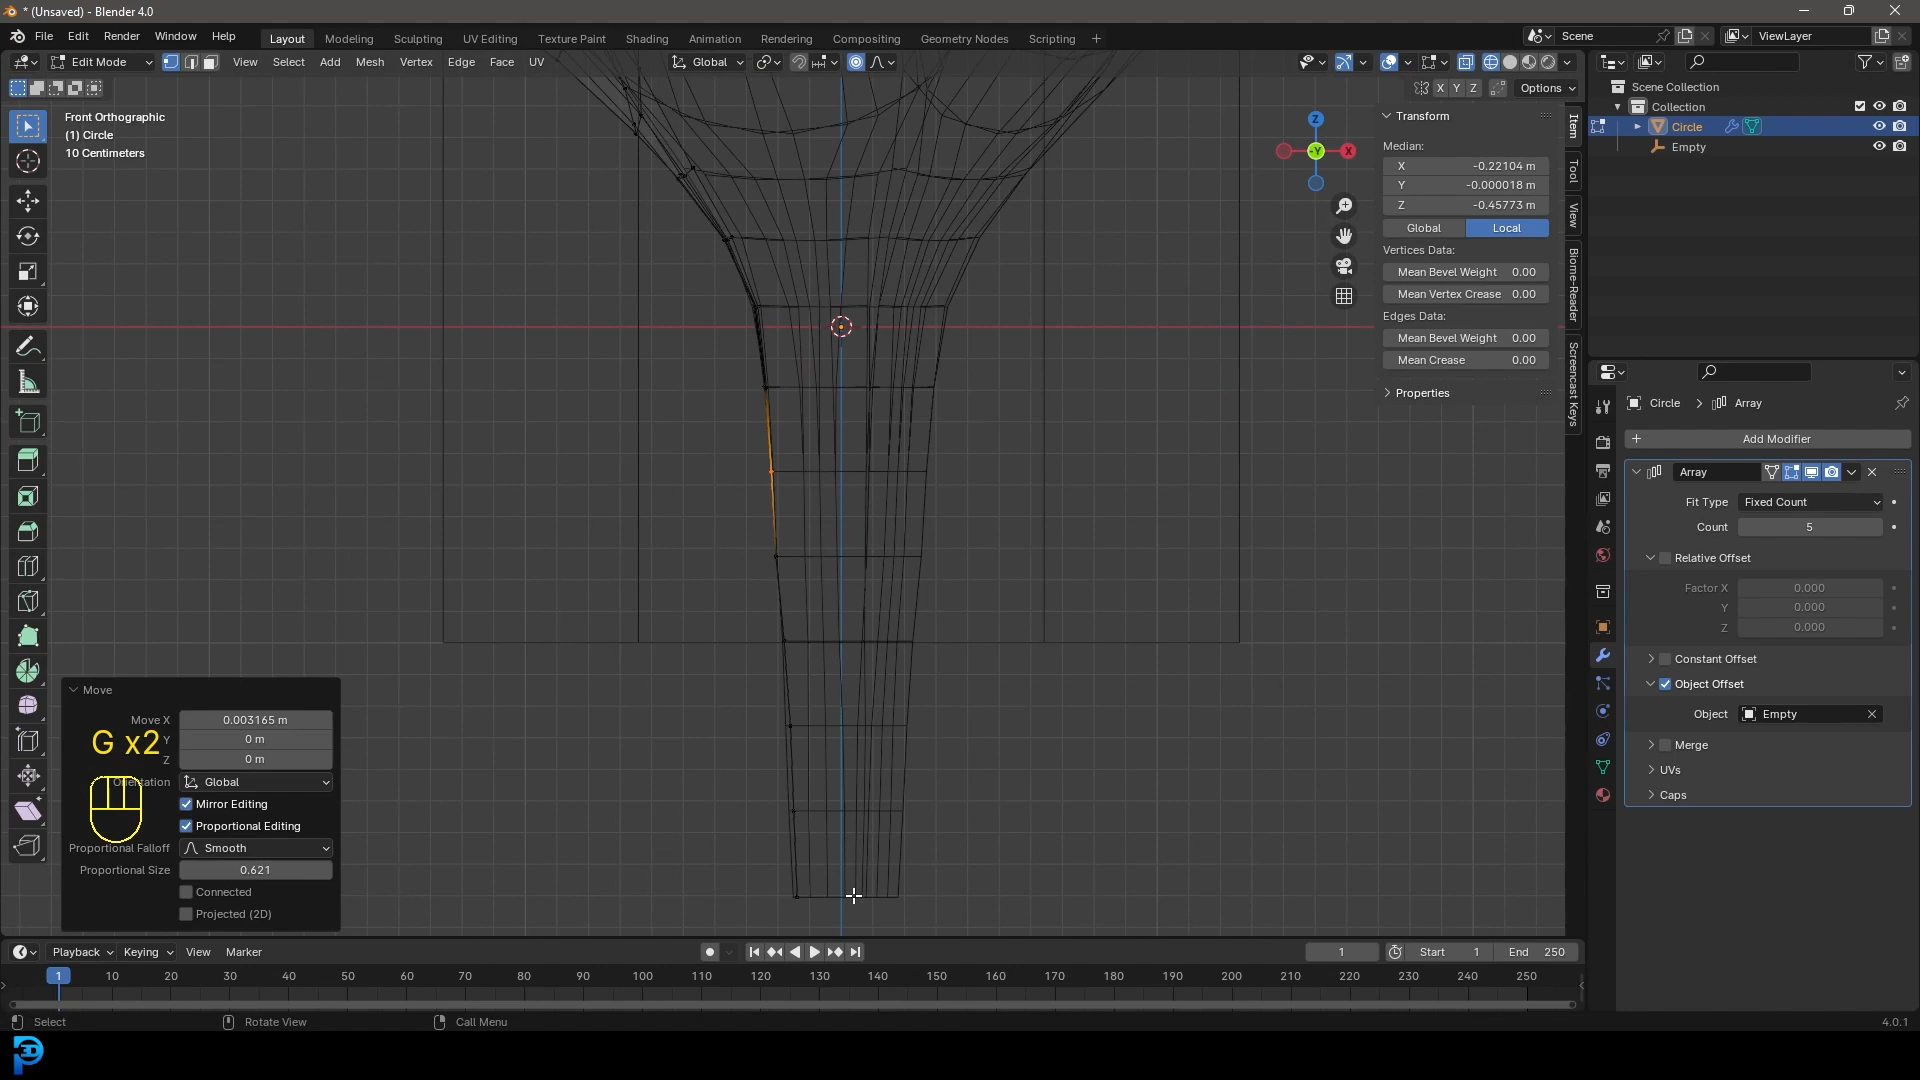 * (Unsaved) - Blender 4.0
File Edit Render Window Help
Layout Modeling Sculpting UV Editing Texture Paint Shading Animation Rendering Compositing Geometry Nodes Scripting +
Scene
ViewLayer
Edit Mode View Select Add Mesh Vertex Edge Face UV
Global
X Y Z Options
Front Orthographic
(1) Circle
10 Centimeters
Z
-Y
X
Transform
Median:
X -0.22104 m
Y -0.000018 m
Z -0.45773 m
Global Local
Vertices Data:
Mean Bevel Weight 0.00
Mean Vertex Crease 0.00
Edges Data:
Mean Bevel Weight 0.00
Mean Crease 0.00
Properties
Item
Tool
View
Biome-Reader
Screencast Keys
Scene Collection
Collection
Circle
Empty
Circle > Array
+ Add Modifier
Array
Fit Type Fixed Count
Count 5
Relative Offset
Factor X 0.000
Y 0.000
Z 0.000
Constant Offset
Object Offset
Object Empty
Merge
UVs
Caps
Move
Move X 0.003165 m
Y 0 m
Z 0 m
G x2
Orientation Global
Mirror Editing
Proportional Editing
Proportional Falloff Smooth
Proportional Size 0.621
Connected
Projected (2D)
Playback Keying View Marker
1 Start 1 End 250
1 10 20 30 40 50 60 70 80 90 100 110 120 130 140 150 160 170 180 190 200 210 220 230 240 250
Select Rotate View Call Menu 4.0.1